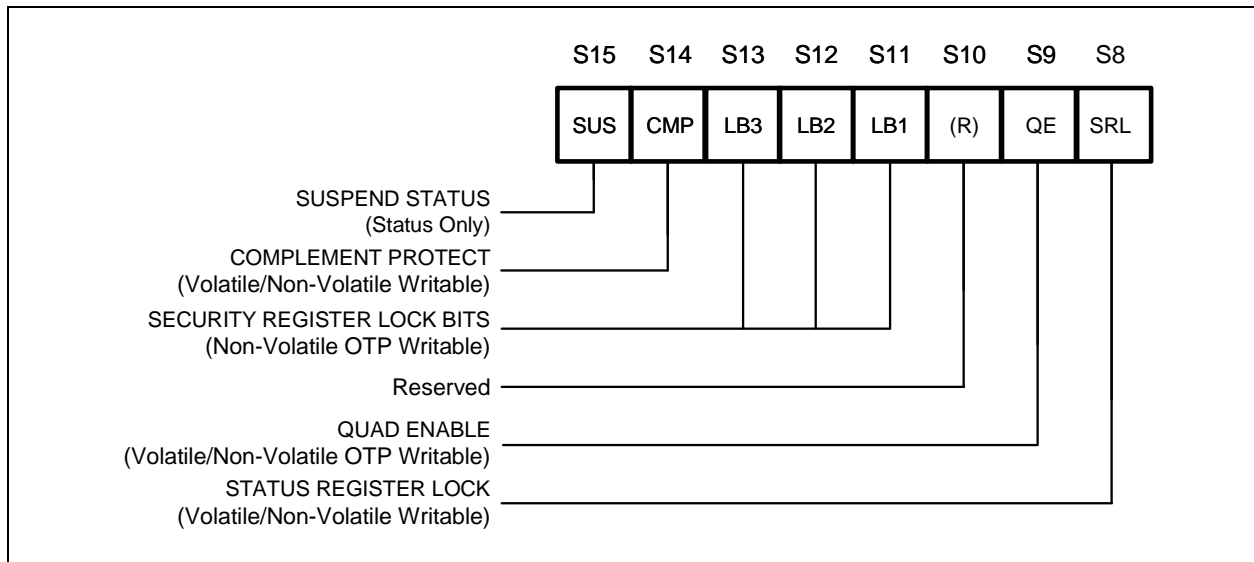 S15 S14 S13 S12 S11 S10 S9 S8
SUS CMP LB3 LB2 LB1 (R) QE SRL
SUSPEND STATUS
(Status Only)
COMPLEMENT PROTECT
(Volatile/Non-Volatile Writable)
SECURITY REGISTER LOCK BITS
(Non-Volatile OTP Writable)
Reserved
QUAD ENABLE
(Volatile/Non-Volatile OTP Writable)
STATUS REGISTER LOCK
(Volatile/Non-Volatile Writable)